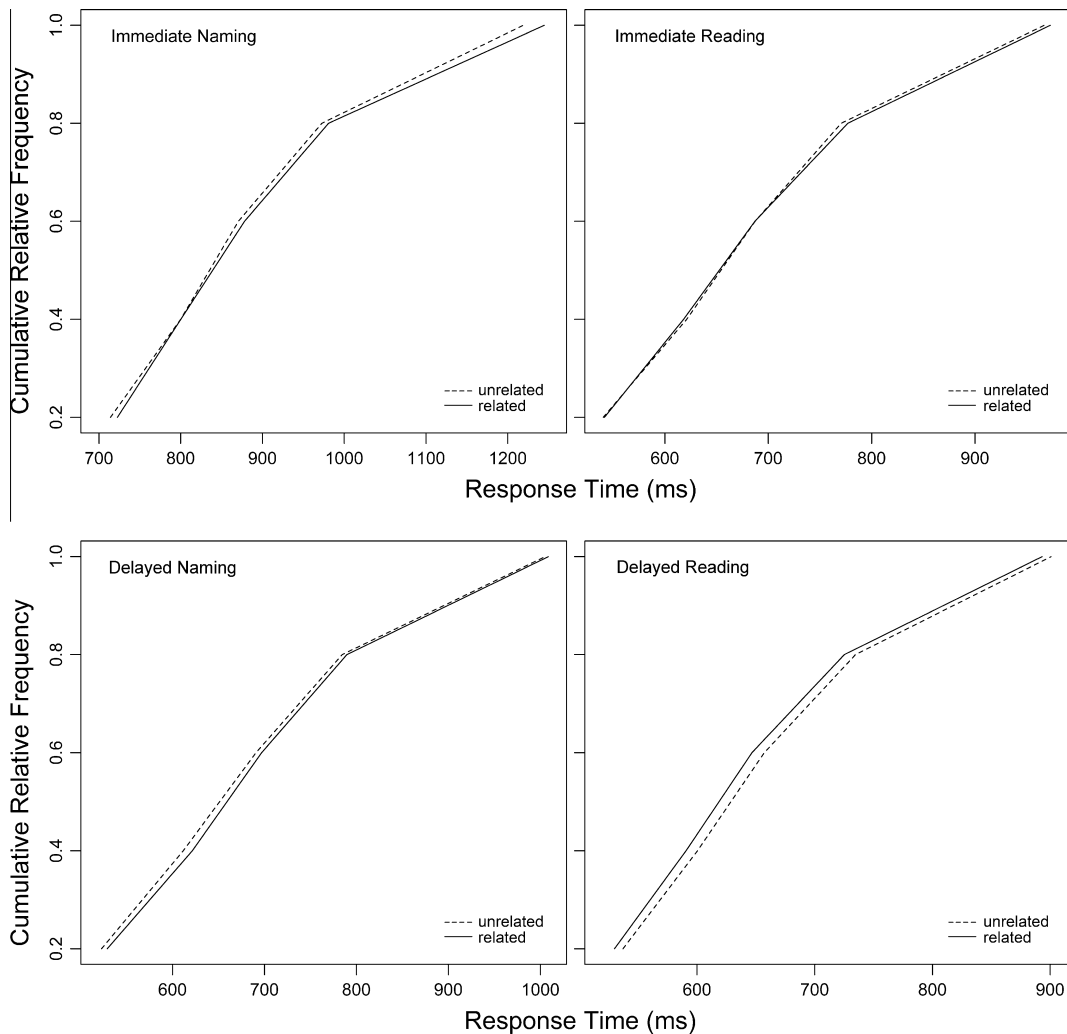 Immediate Naming
Cumulative Relative Frequency
1.0
0.8
0.6
0.4
0.2
unrelated
related
700 800 900 1000 1100 1200
Immediate Reading
unrelated
related
600 700 800 900
Response Time (ms)
Delayed Naming
Cumulative Relative Frequency
1.0
0.8
0.6
0.4
0.2
unrelated
related
600 700 800 900 1000
Delayed Reading
unrelated
related
600 700 800 900
Response Time (ms)